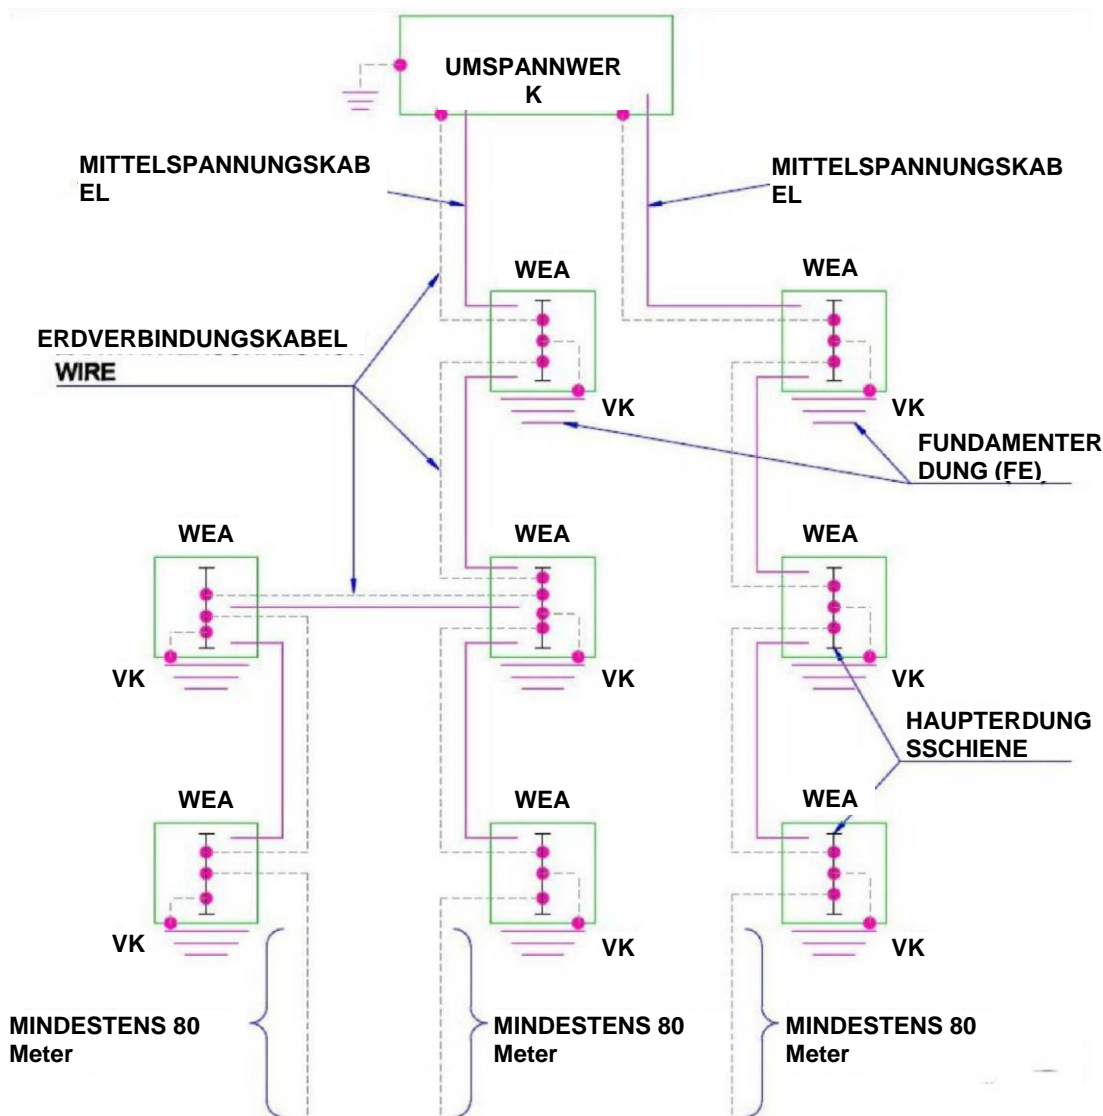 UMSPANNWER
K
MITTELSPANNUNGSKAB
EL
MITTELSPANNUNGSKAB
EL
WEA
WEA
ERDVERBINDUNGSKABEL
WIRE
VK
VK
FUNDAMENTER
DUNG (FE)
WEA
WEA
WEA
VK
VK
VK
HAUPTERDUNG
SSCHIENE
WEA
WEA
WEA
VK
VK
VK
MINDESTENS 80
Meter
MINDESTENS 80
Meter
MINDESTENS 80
Meter